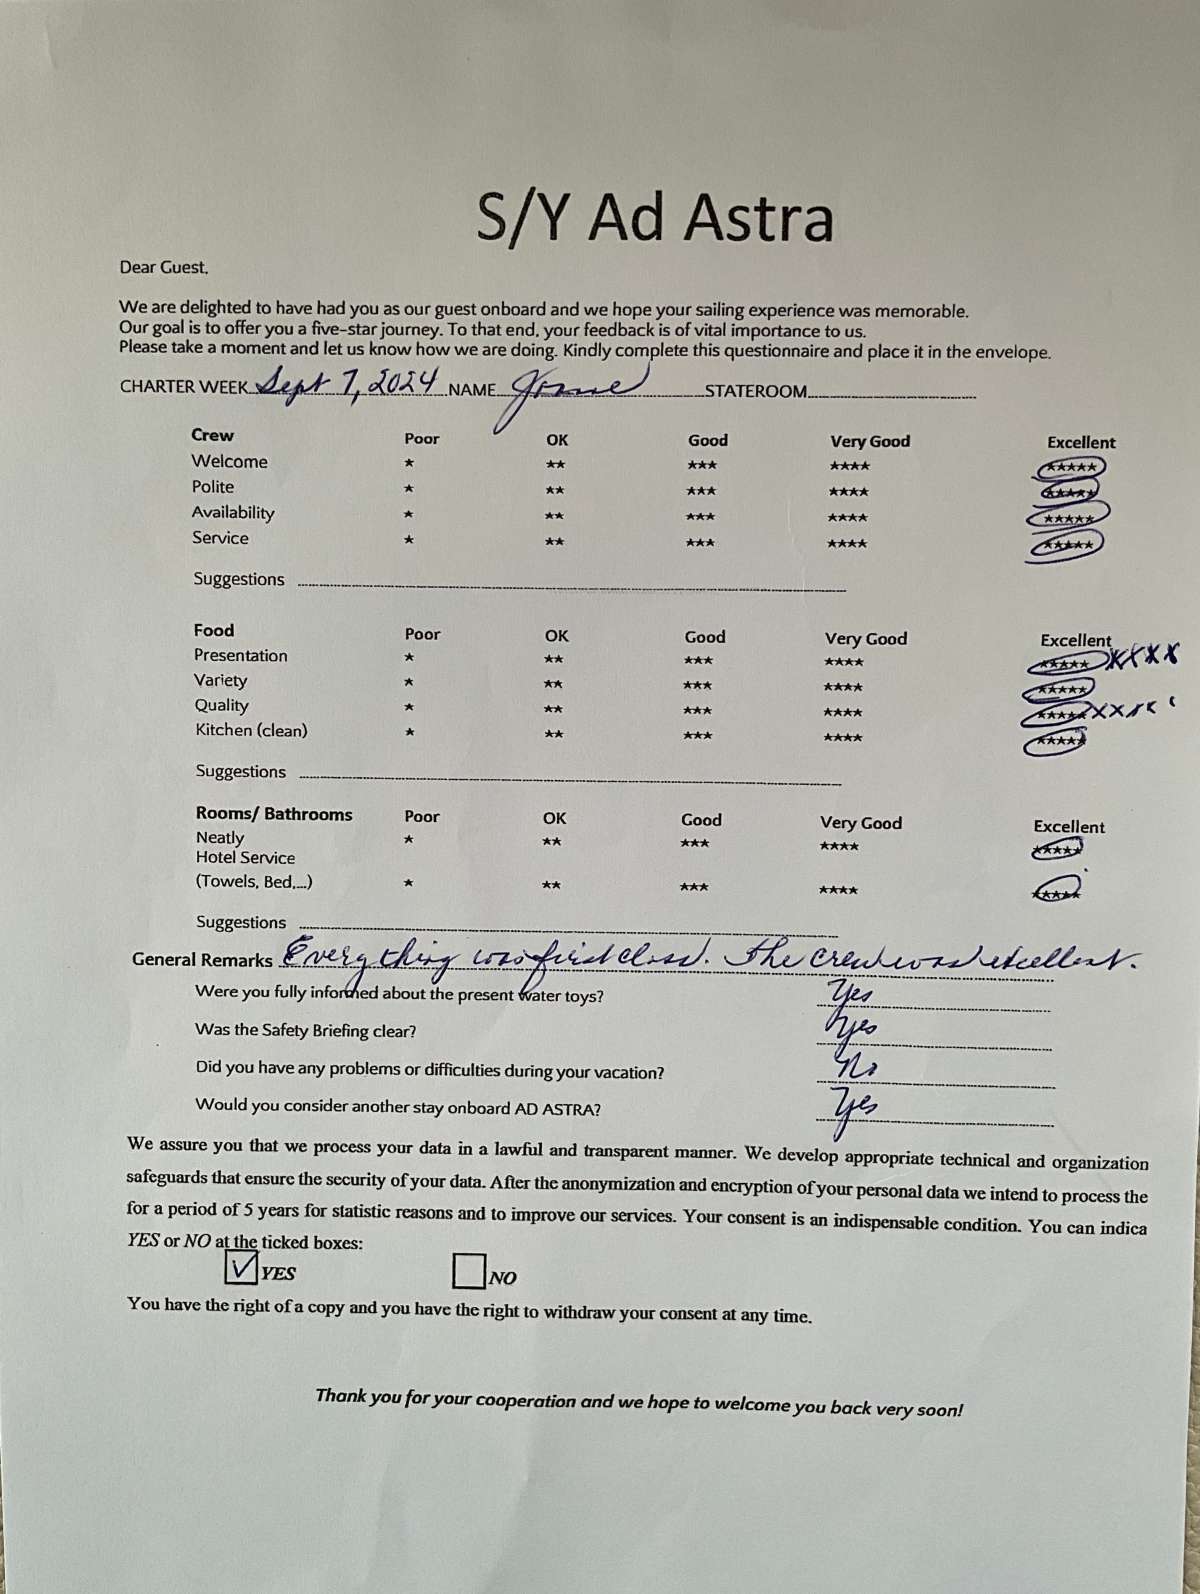 S/Y Ad Astra
Dear Guest,
We are delighted to have had you as our guest onboard and we hope your sailing experience was memorable.
Our goal is to offer you a five-star journey. To that end, your feedback is of vital importance to us.
Please take a moment and let us know how we are doing. Kindly complete this questionnaire and place it in the envelope.
CHARTER WEEK Sept 7, 2024 NAME STATEROOM
Crew Poor OK Good Very Good Excellent
Welcome * ** *** **** *****
Polite * ** *** **** *****
Availability * ** *** **** *****
Service * ** *** **** *****
Suggestions
Food Poor OK Good Very Good Excellent
Presentation * ** *** **** ***** XXXX
Variety * ** *** **** *****
Quality * ** *** **** *****
Kitchen (clean) * ** *** **** *****
Suggestions
Rooms/ Bathrooms Poor OK Good Very Good Excellent
Neatly * ** *** **** *****
Hotel Service
(Towels, Bed,...) * ** *** **** *****
Suggestions
General Remarks Everything was first class. The crew was excellent.
Were you fully informed about the present water toys? Yes
Was the Safety Briefing clear? Yes
Did you have any problems or difficulties during your vacation? No
Would you consider another stay onboard AD ASTRA? Yes
We assure you that we process your data in a lawful and transparent manner. We develop appropriate technical and organization
safeguards that ensure the security of your data. After the anonymization and encryption of your personal data we intend to process the
for a period of 5 years for statistic reasons and to improve our services. Your consent is an indispensable condition. You can indica
YES or NO at the ticked boxes:
YES NO
You have the right of a copy and you have the right to withdraw your consent at any time.
Thank you for your cooperation and we hope to welcome you back very soon!